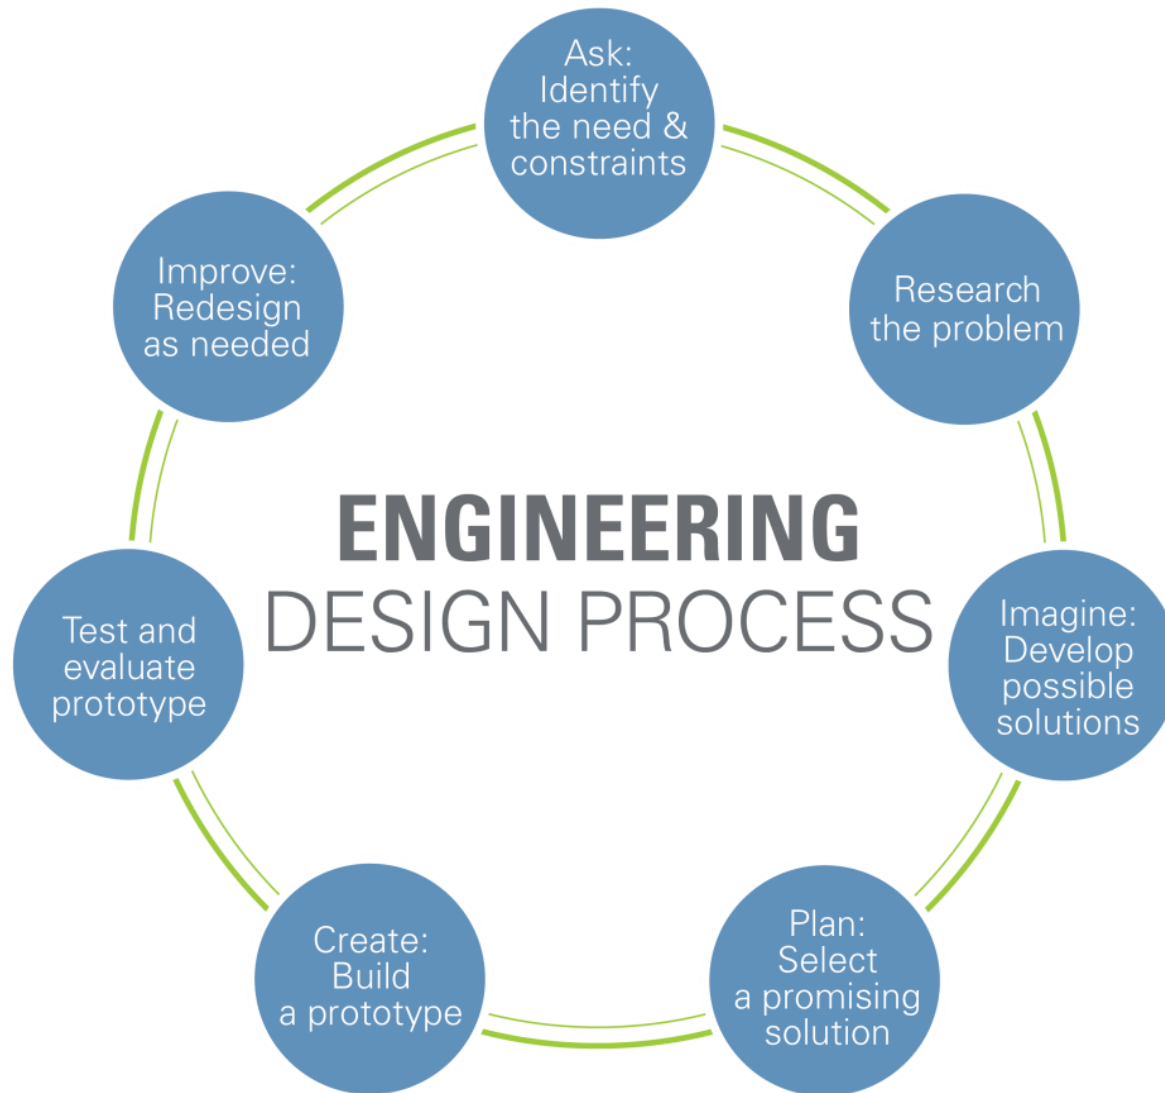 Ask:
Identify
the need &
constraints
Research
the problem
Imagine:
Develop
possible
solutions
Plan:
Select
a promising
solution
Create:
Build
a prototype
Test and
evaluate
prototype
Improve:
Redesign
as needed
ENGINEERING
DESIGN PROCESS